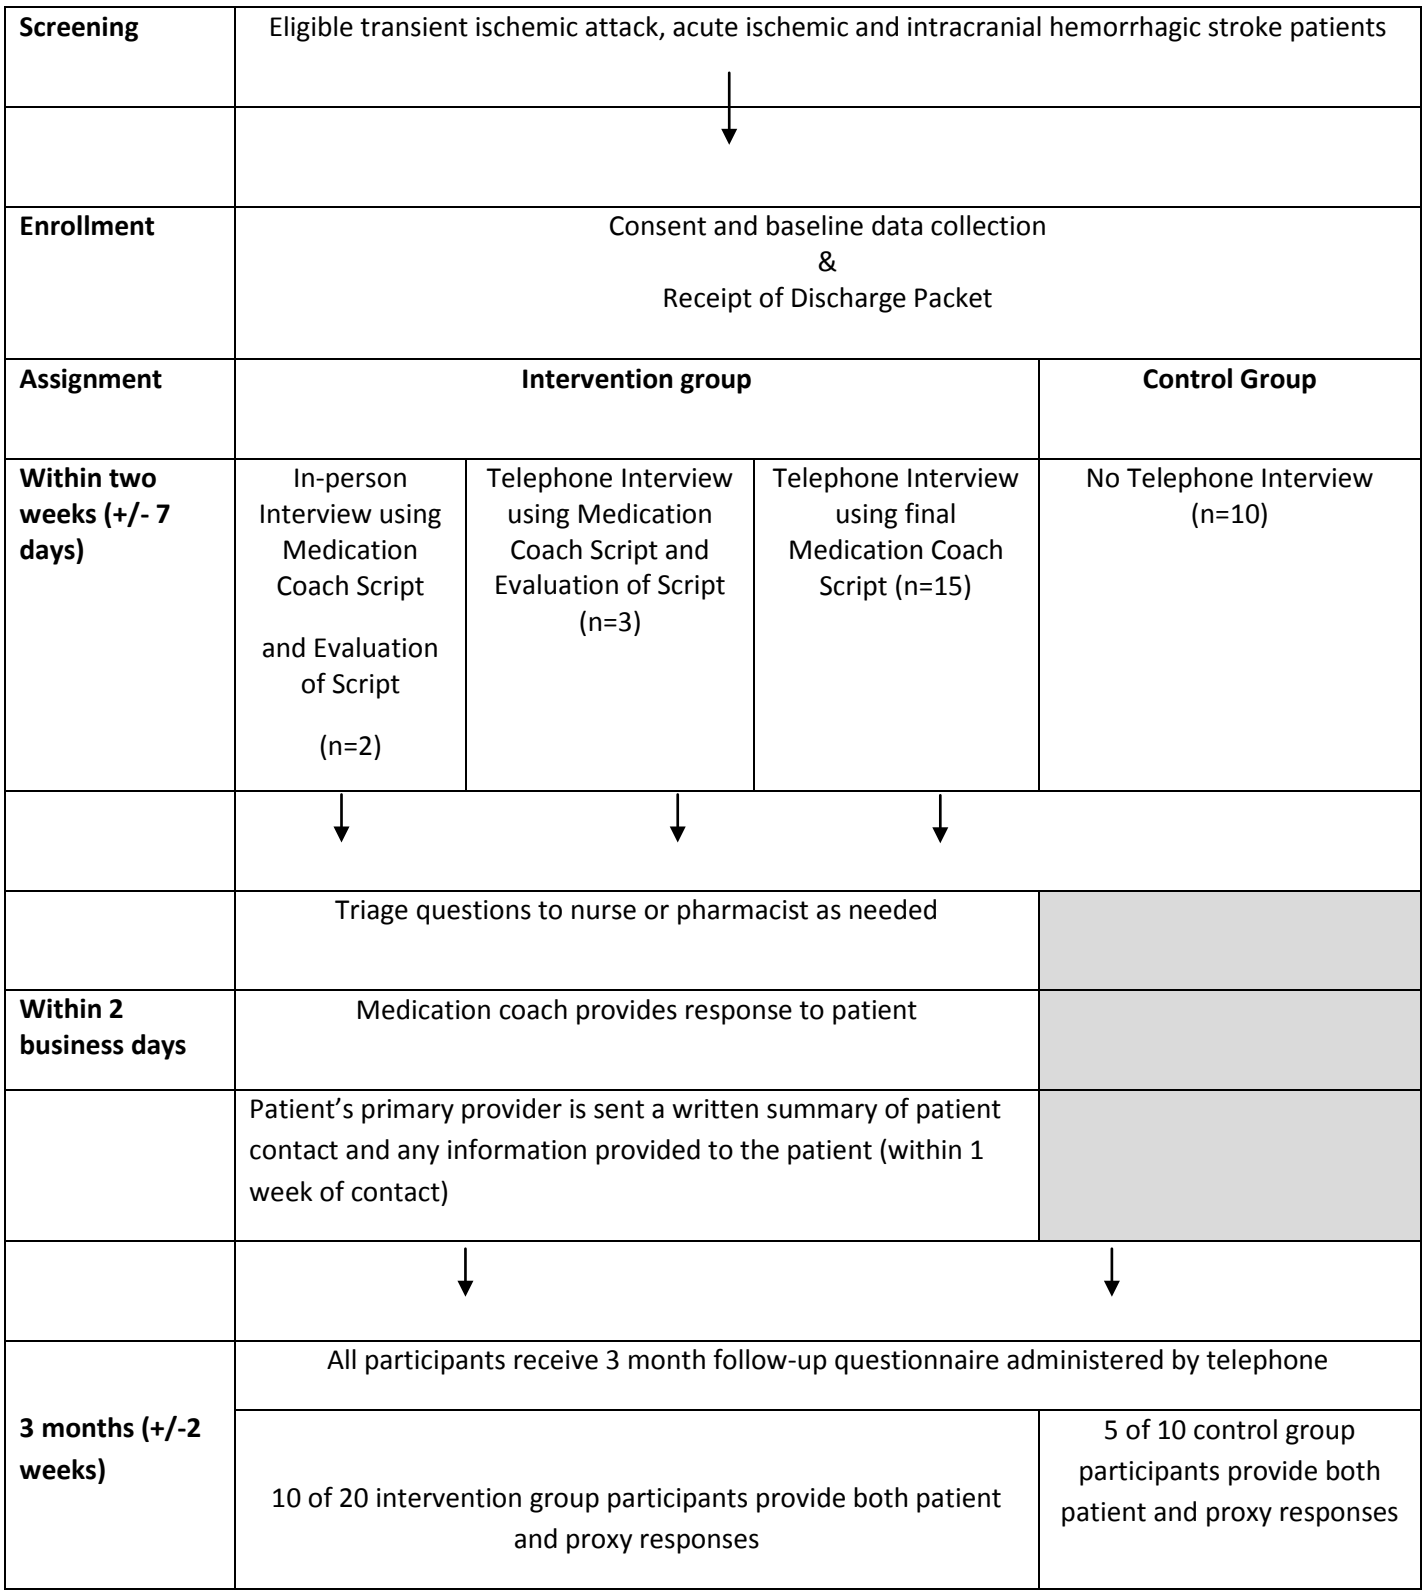 Screening
Eligible transient ischemic attack, acute ischemic and intracranial hemorrhagic stroke patients
Enrollment
Consent and baseline data collection
&
Receipt of Discharge Packet
Assignment
Intervention group
Control Group
Within two
weeks (+/- 7
days)
In-person
Interview using
Medication
Coach Script
and Evaluation
of Script
(n=2)
Telephone Interview
using Medication
Coach Script and
Evaluation of Script
(n=3)
Telephone Interview
using final
Medication Coach
Script (n=15)
No Telephone Interview
(n=10)
Triage questions to nurse or pharmacist as needed
Within 2
business days
Medication coach provides response to patient
Patient’s primary provider is sent a written summary of patient
contact and any information provided to the patient (within 1
week of contact)
3 months (+/-2
weeks)
All participants receive 3 month follow-up questionnaire administered by telephone
10 of 20 intervention group participants provide both patient
and proxy responses
5 of 10 control group
participants provide both
patient and proxy responses